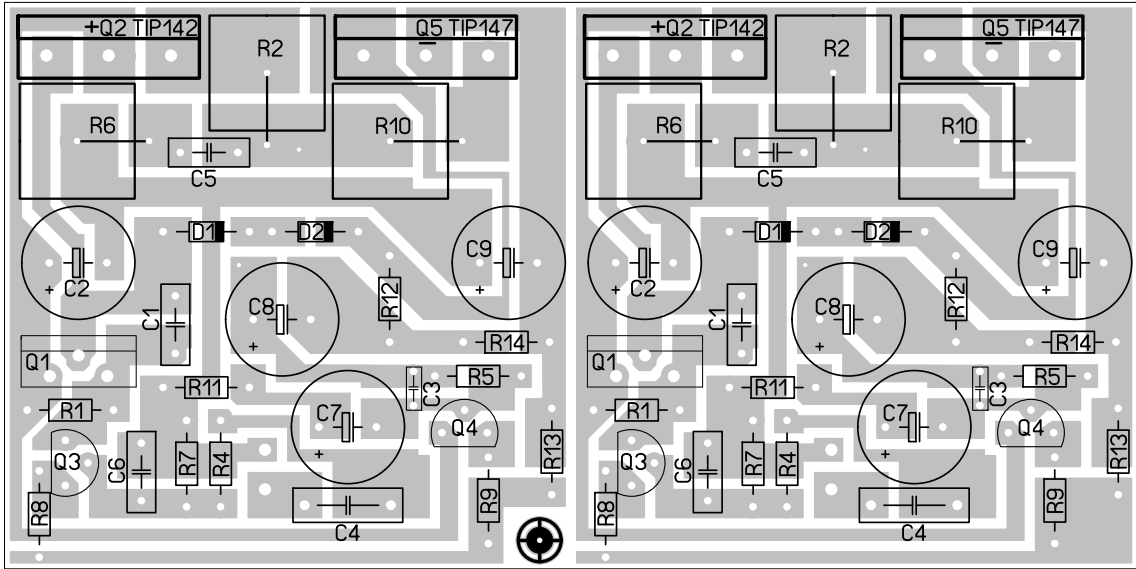 +Q2 TIP142 R2 Q5 TIP147 +Q2 TIP142 R2 Q5 TIP147
− −
R6 R10 R6 R10
C5 C5
D1 D2 D1 D2
C9 C9
C2 C2
+ + + +
R12 R12
C1 C8 C1 C8
R14 R14
+ +
Q1 Q1
R5 R5
R11 C3 R11 C3
R1 C7 R1 C7
Q4 Q4
+ +
Q3 C6 R7 R4 R13 Q3 C6 R7 R4 R13
R9 R9
R8 R8
C4 C4